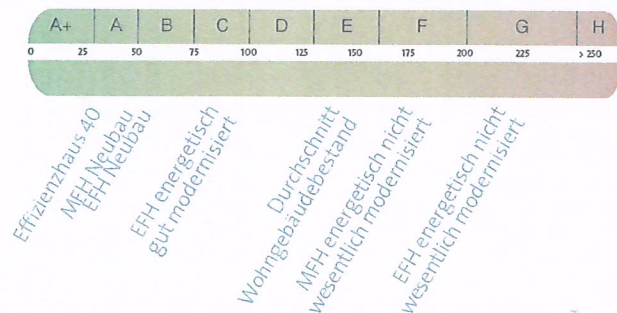 A+ A B C D E F G H
0 25 50 75 100 125 150 175 200 225 > 250
Effizienzhaus 40
MFH Neubau
EFH Neubau
EFH energetisch
gut modernisiert
Durchschnitt
Wohngebäudebestand
MFH energetisch nicht
wesentlich modernisiert
EFH energetisch nicht
wesentlich modernisiert